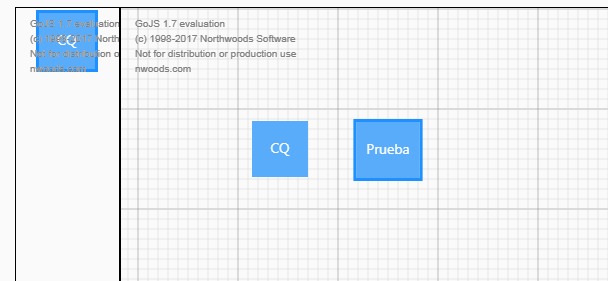 GoJS 1.7 evaluation
(c) 1998-2017 North
Not for distribution o
nwoods.com
CQ
GoJS 1.7 evaluation
(c) 1998-2017 Northwoods Software
Not for distribution or production use
nwoods.com
CQ
Prueba